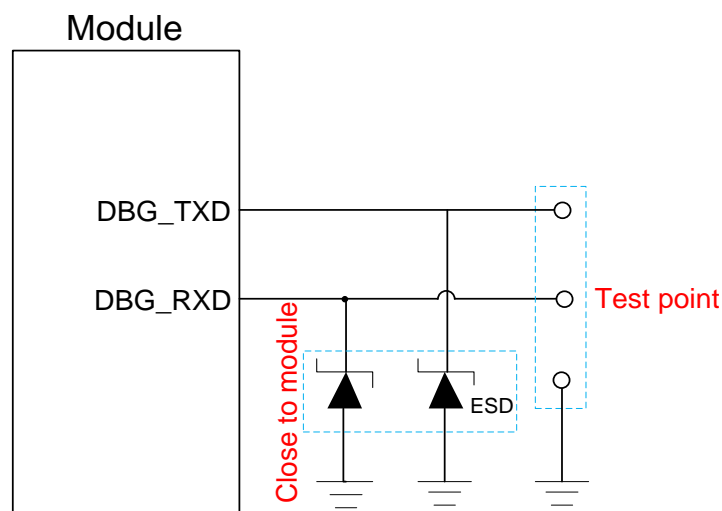 Module
DBG_TXD
DBG_RXD
Test point
Close to module
ESD